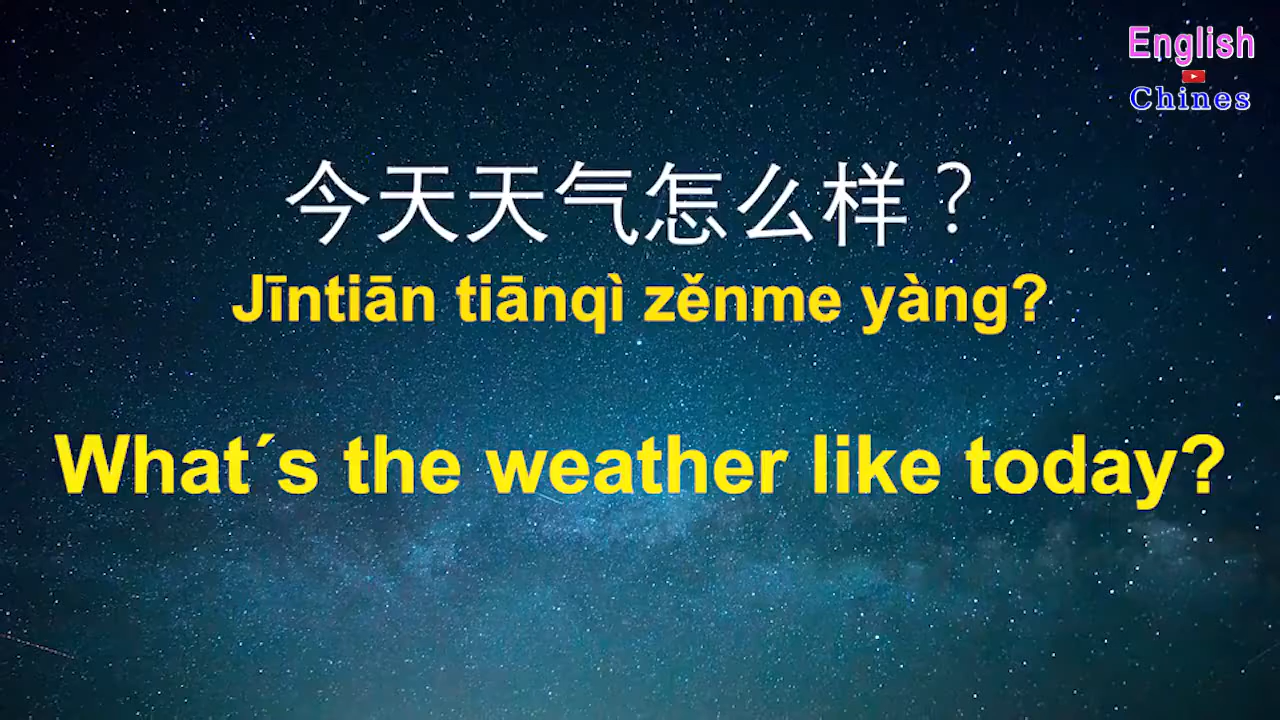 English
Chines
今天天气怎么样？
Jīntiān tiānqì zěnme yàng?
What´s the weather like today?